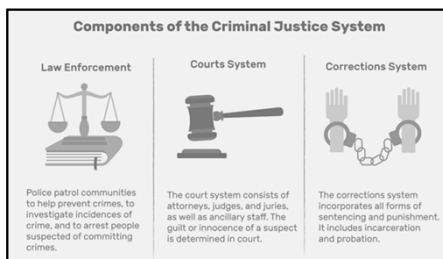 Components of the Criminal Justice System
Law Enforcement
Police patrol communities
to help prevent crimes, to
investigate incidences of
crime, and to arrest people
suspected of committing
crimes.
Courts System
The court system consists of
attorneys, judges, and juries,
as well as ancillary staff. The
guilt or innocence of a suspect
is determined in court.
Corrections System
The corrections system
incorporates all forms of
sentencing and punishment.
It includes incarceration
and probation.